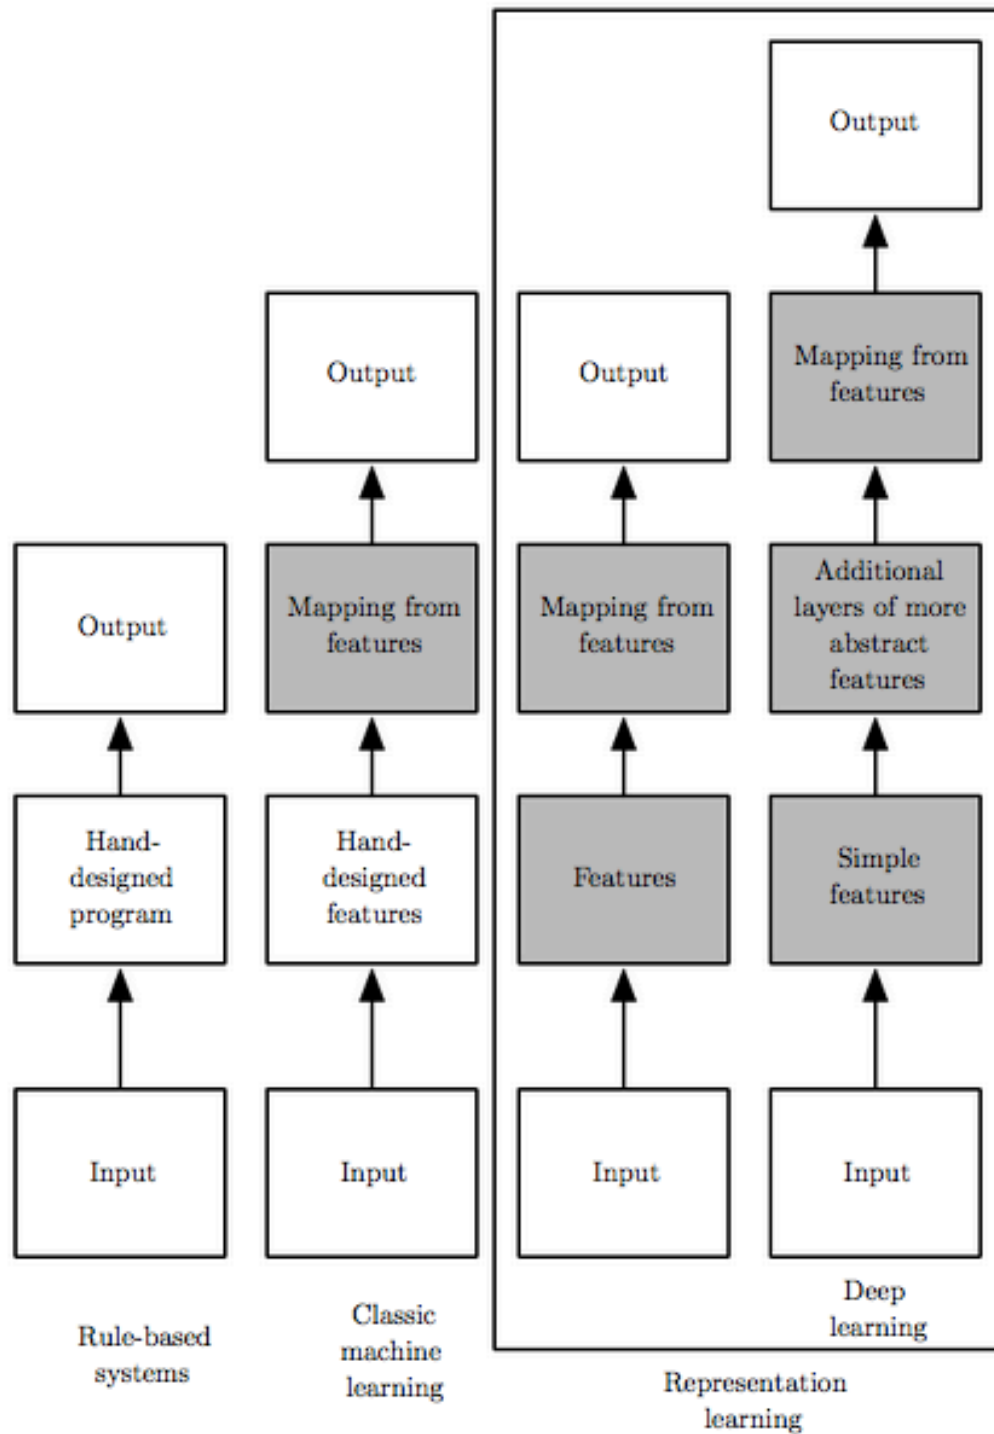 Output
Output
Output
Mapping from
features
Output
Mapping from
features
Mapping from
features
Additional
layers of more
abstract
features
Hand-
designed
program
Hand-
designed
features
Features
Simple
features
Input
Input
Input
Input
Rule-based
systems
Classic
machine
learning
Deep
learning
Representation
learning